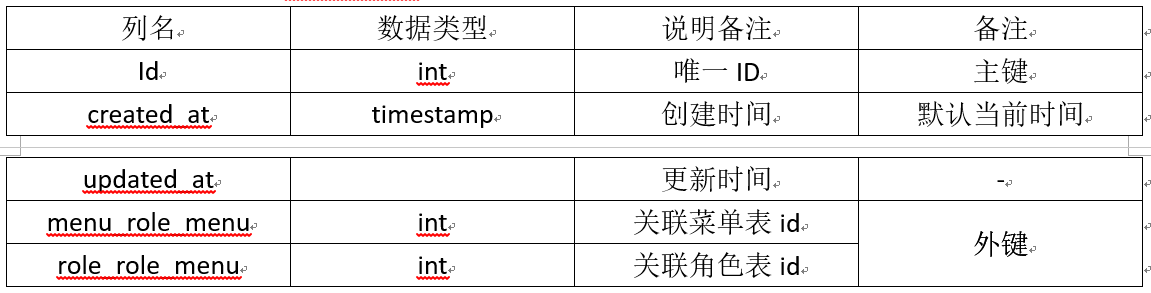 列名 数据类型 说明备注 备注
Id int 唯一 ID 主键
created_at timestamp 创建时间 默认当前时间
updated_at 更新时间 -
menu_role_menu int 关联菜单表 id 外键
role_role_menu int 关联角色表 id